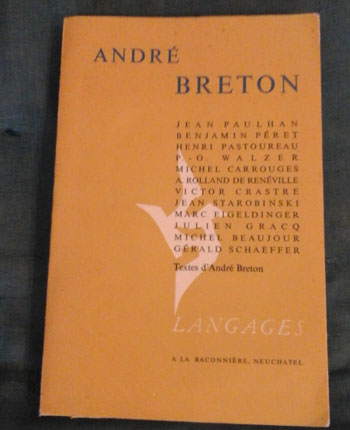 ANDRÉ
BRETON
JEAN PAULHAN
BENJAMIN PÉRET
HENRI PASTOUREAU
P.-O. WALZER
MICHEL CARROUGES
A. ROLLAND DE RENÉVILLE
VICTOR CRASTRE
JEAN STAROBINSKI
MARC EIGELDINGER
JULIEN GRACQ
MICHEL BEAUJOUR
GÉRALD SCHAEFFER
Textes d'André Breton
LANGAGES
A LA BACONNIÈRE, NEUCHATEL